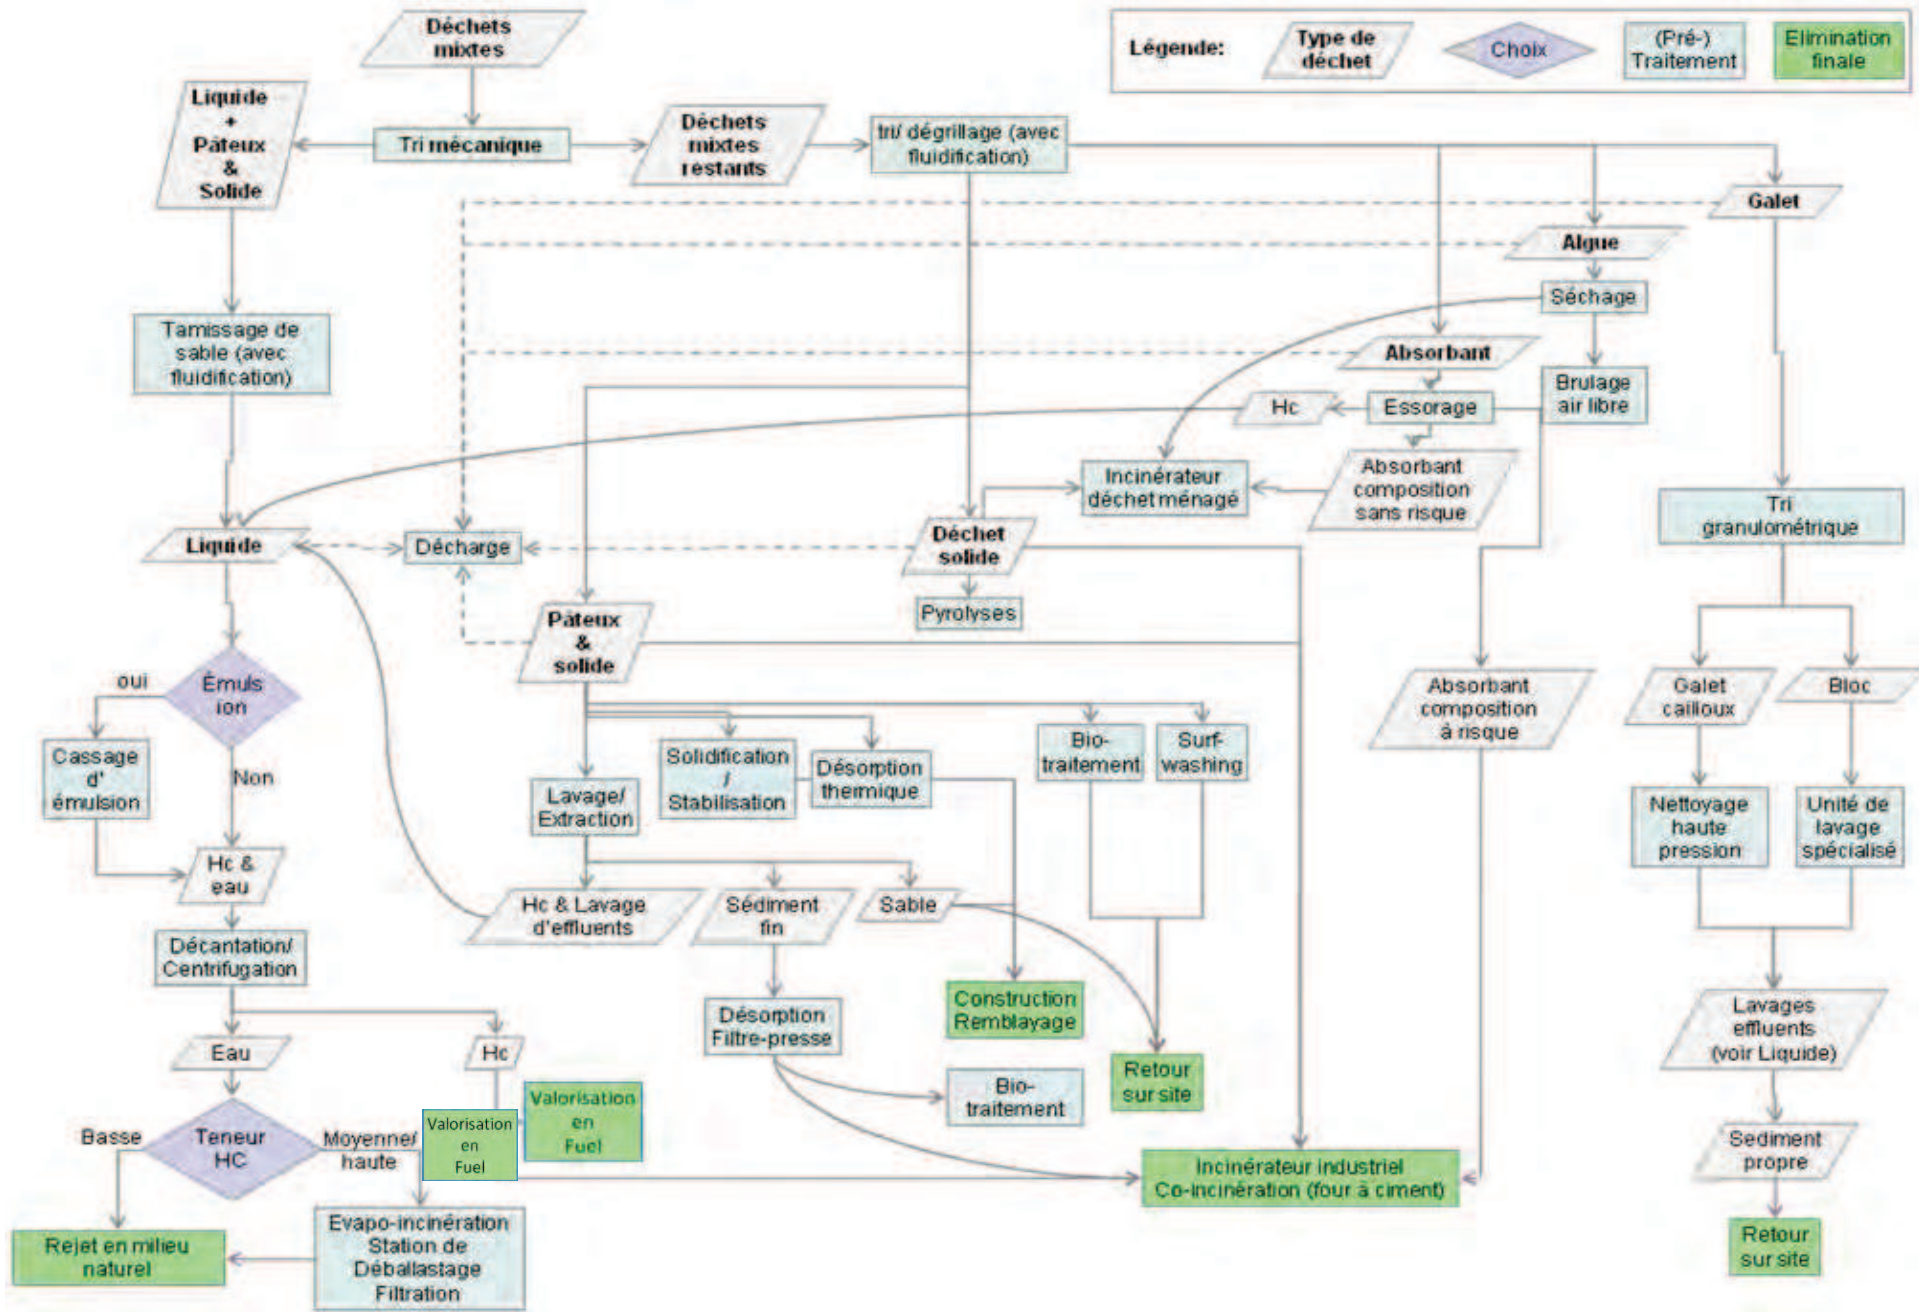 Déchets
mixtes
Légende:
Type de
déchet
Choix
(Pré-)
Traitement
Elimination
finale
Liquide
+
Pâteux
&
Solide
Tri mécanique
Déchets
mixtes
restants
tri/ dégrillage (avec
fluidification)
Galet
Algue
Séchage
Tamissage de
sable (avec
fluidification)
Absorbant
Brulage
air libre
Hc
Essorage
Incinérateur
déchet ménagé
Absorbant
composition
sans risque
Tri
granulométrique
Liquide
Décharge
Déchet
solide
Pyrolyses
Pâteux
&
solide
oui
Émuls
ion
Absorbant
composition
à risque
Galet
cailloux
Bloc
Cassage
d'
émulsion
Non
Solidification
/
Stabilisation
Désorption
thermique
Bio-
traitement
Surf-
washing
Lavage/
Extraction
Nettoyage
haute
pression
Unité de
lavage
spécialisé
Hc &
eau
Hc & Lavage
d'effluents
Sédiment
fin
Sable
Décantation/
Centrifugation
Construction
Remblayage
Désorption
Filtre-presse
Lavages
effluents
(voir Liquide)
Eau
Hc
Retour
sur site
Bio-
traitement
Valorisation
en
Fuel
Valorisation
en
Fuel
Basse
Teneur
HC
Moyenne/
haute
Sediment
propre
Incinérateur industriel
Co-incinération (four à ciment)
Rejet en milieu
naturel
Evapo-incinération
Station de
Déballastage
Filtration
Retour
sur site